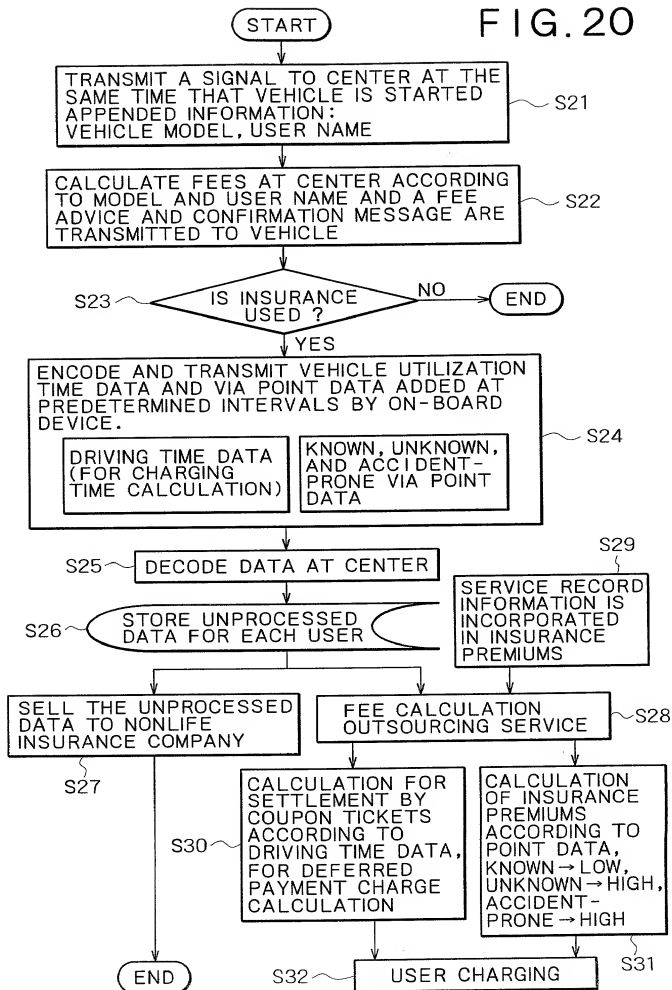 START
FIG.20
TRANSMIT A SIGNAL TO CENTER AT THE
SAME TIME THAT VEHICLE IS STARTED
APPENDED INFORMATION:
VEHICLE MODEL, USER NAME
S21
CALCULATE FEES AT CENTER ACCORDING
TO MODEL AND USER NAME AND A FEE
ADVICE AND CONFIRMATION MESSAGE ARE
TRANSMITTED TO VEHICLE
S22
S23
IS INSURANCE
USED ?
NO
END
YES
ENCODE AND TRANSMIT VEHICLE UTILIZATION
TIME DATA AND VIA POINT DATA ADDED AT
PREDETERMINED INTERVALS BY ON-BOARD
DEVICE.
DRIVING TIME DATA
(FOR CHARGING
TIME CALCULATION)
KNOWN, UNKNOWN,
AND ACCIDENT-
PRONE VIA POINT
DATA
S24
S25
DECODE DATA AT CENTER
S26
STORE UNPROCESSED
DATA FOR EACH USER
S29
SERVICE RECORD
INFORMATION IS
INCORPORATED
IN INSURANCE
PREMIUMS
SELL THE UNPROCESSED
DATA TO NONLIFE
INSURANCE COMPANY
S27
FEE CALCULATION
OUTSOURCING SERVICE
S28
S30
CALCULATION FOR
SETTLEMENT BY
COUPON TICKETS
ACCORDING TO
DRIVING TIME DATA,
FOR DEFERRED
PAYMENT CHARGE
CALCULATION
CALCULATION
OF INSURANCE
PREMIUMS
ACCORDING TO
POINT DATA,
KNOWN→LOW,
UNKNOWN→HIGH,
ACCIDENT-
PRONE→HIGH
S31
END
S32
USER CHARGING